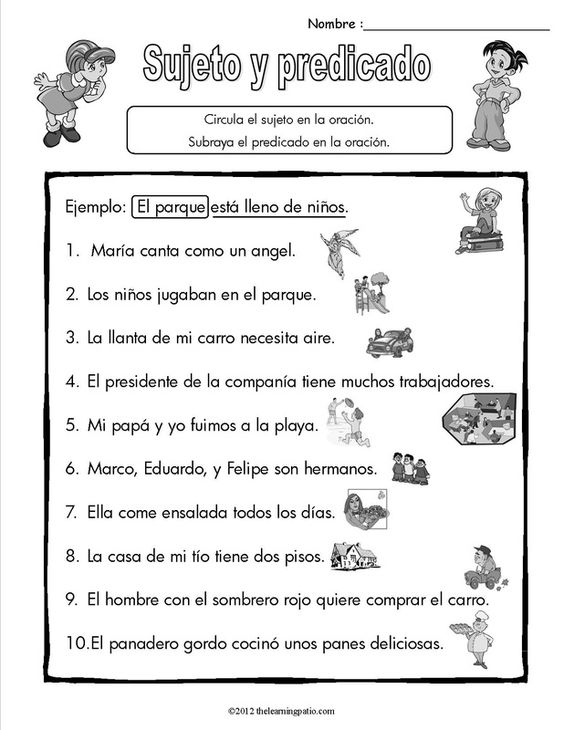 Nombre :
Sujeto y predicado
Circula el sujeto en la oración.
Subraya el predicado en la oración.
Ejemplo: El parque está lleno de niños.
1. María canta como un angel.
2. Los niños jugaban en el parque.
3. La llanta de mi carro necesita aire.
4. El presidente de la companía tiene muchos trabajadores.
5. Mi papá y yo fuimos a la playa.
6. Marco, Eduardo, y Felipe son hermanos.
7. Ella come ensalada todos los días.
8. La casa de mi tío tiene dos pisos.
9. El hombre con el sombrero rojo quiere comprar el carro.
10.El panadero gordo cocinó unos panes deliciosas.
©2012 thelearningpatio.com